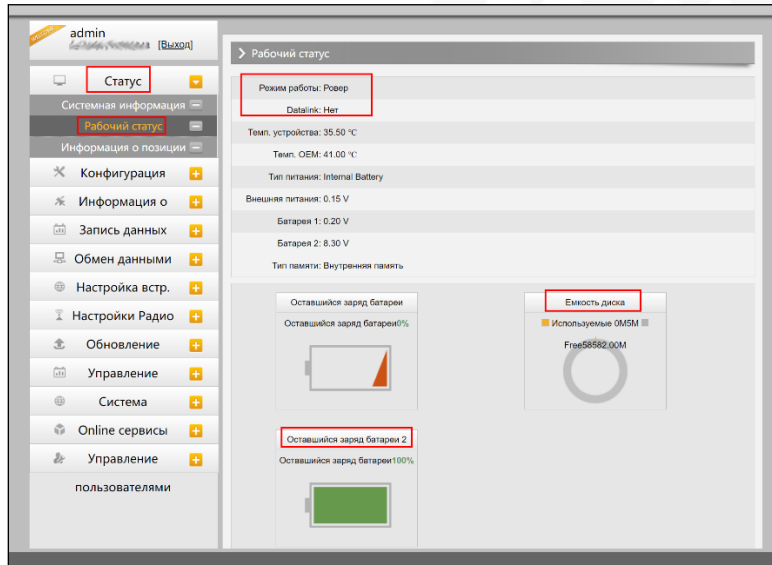 admin
[Выход]
Статус
Системная информация
Рабочий статус
Информация о позиции
Конфигурация
Информация о
Запись данных
Обмен данными
Настройка встр.
Настройки Радио
Обновление
Управление
Система
Online сервисы
Управление
пользователями
Рабочий статус
Режим работы: Ровер
Datalink: Нет
Темп. устройства: 35.50 °C
Темп. OEM: 41.00 °C
Тип питания: Internal Battery
Внешняя питания: 0.15 V
Батарея 1: 0.20 V
Батарея 2: 8.30 V
Тип памяти: Внутренняя память
Оставшийся заряд батареи
Оставшийся заряд батареи0%
Емкость диска
Используемые 0M5M
Free58582.00M
Оставшийся заряд батареи 2
Оставшийся заряд батареи100%